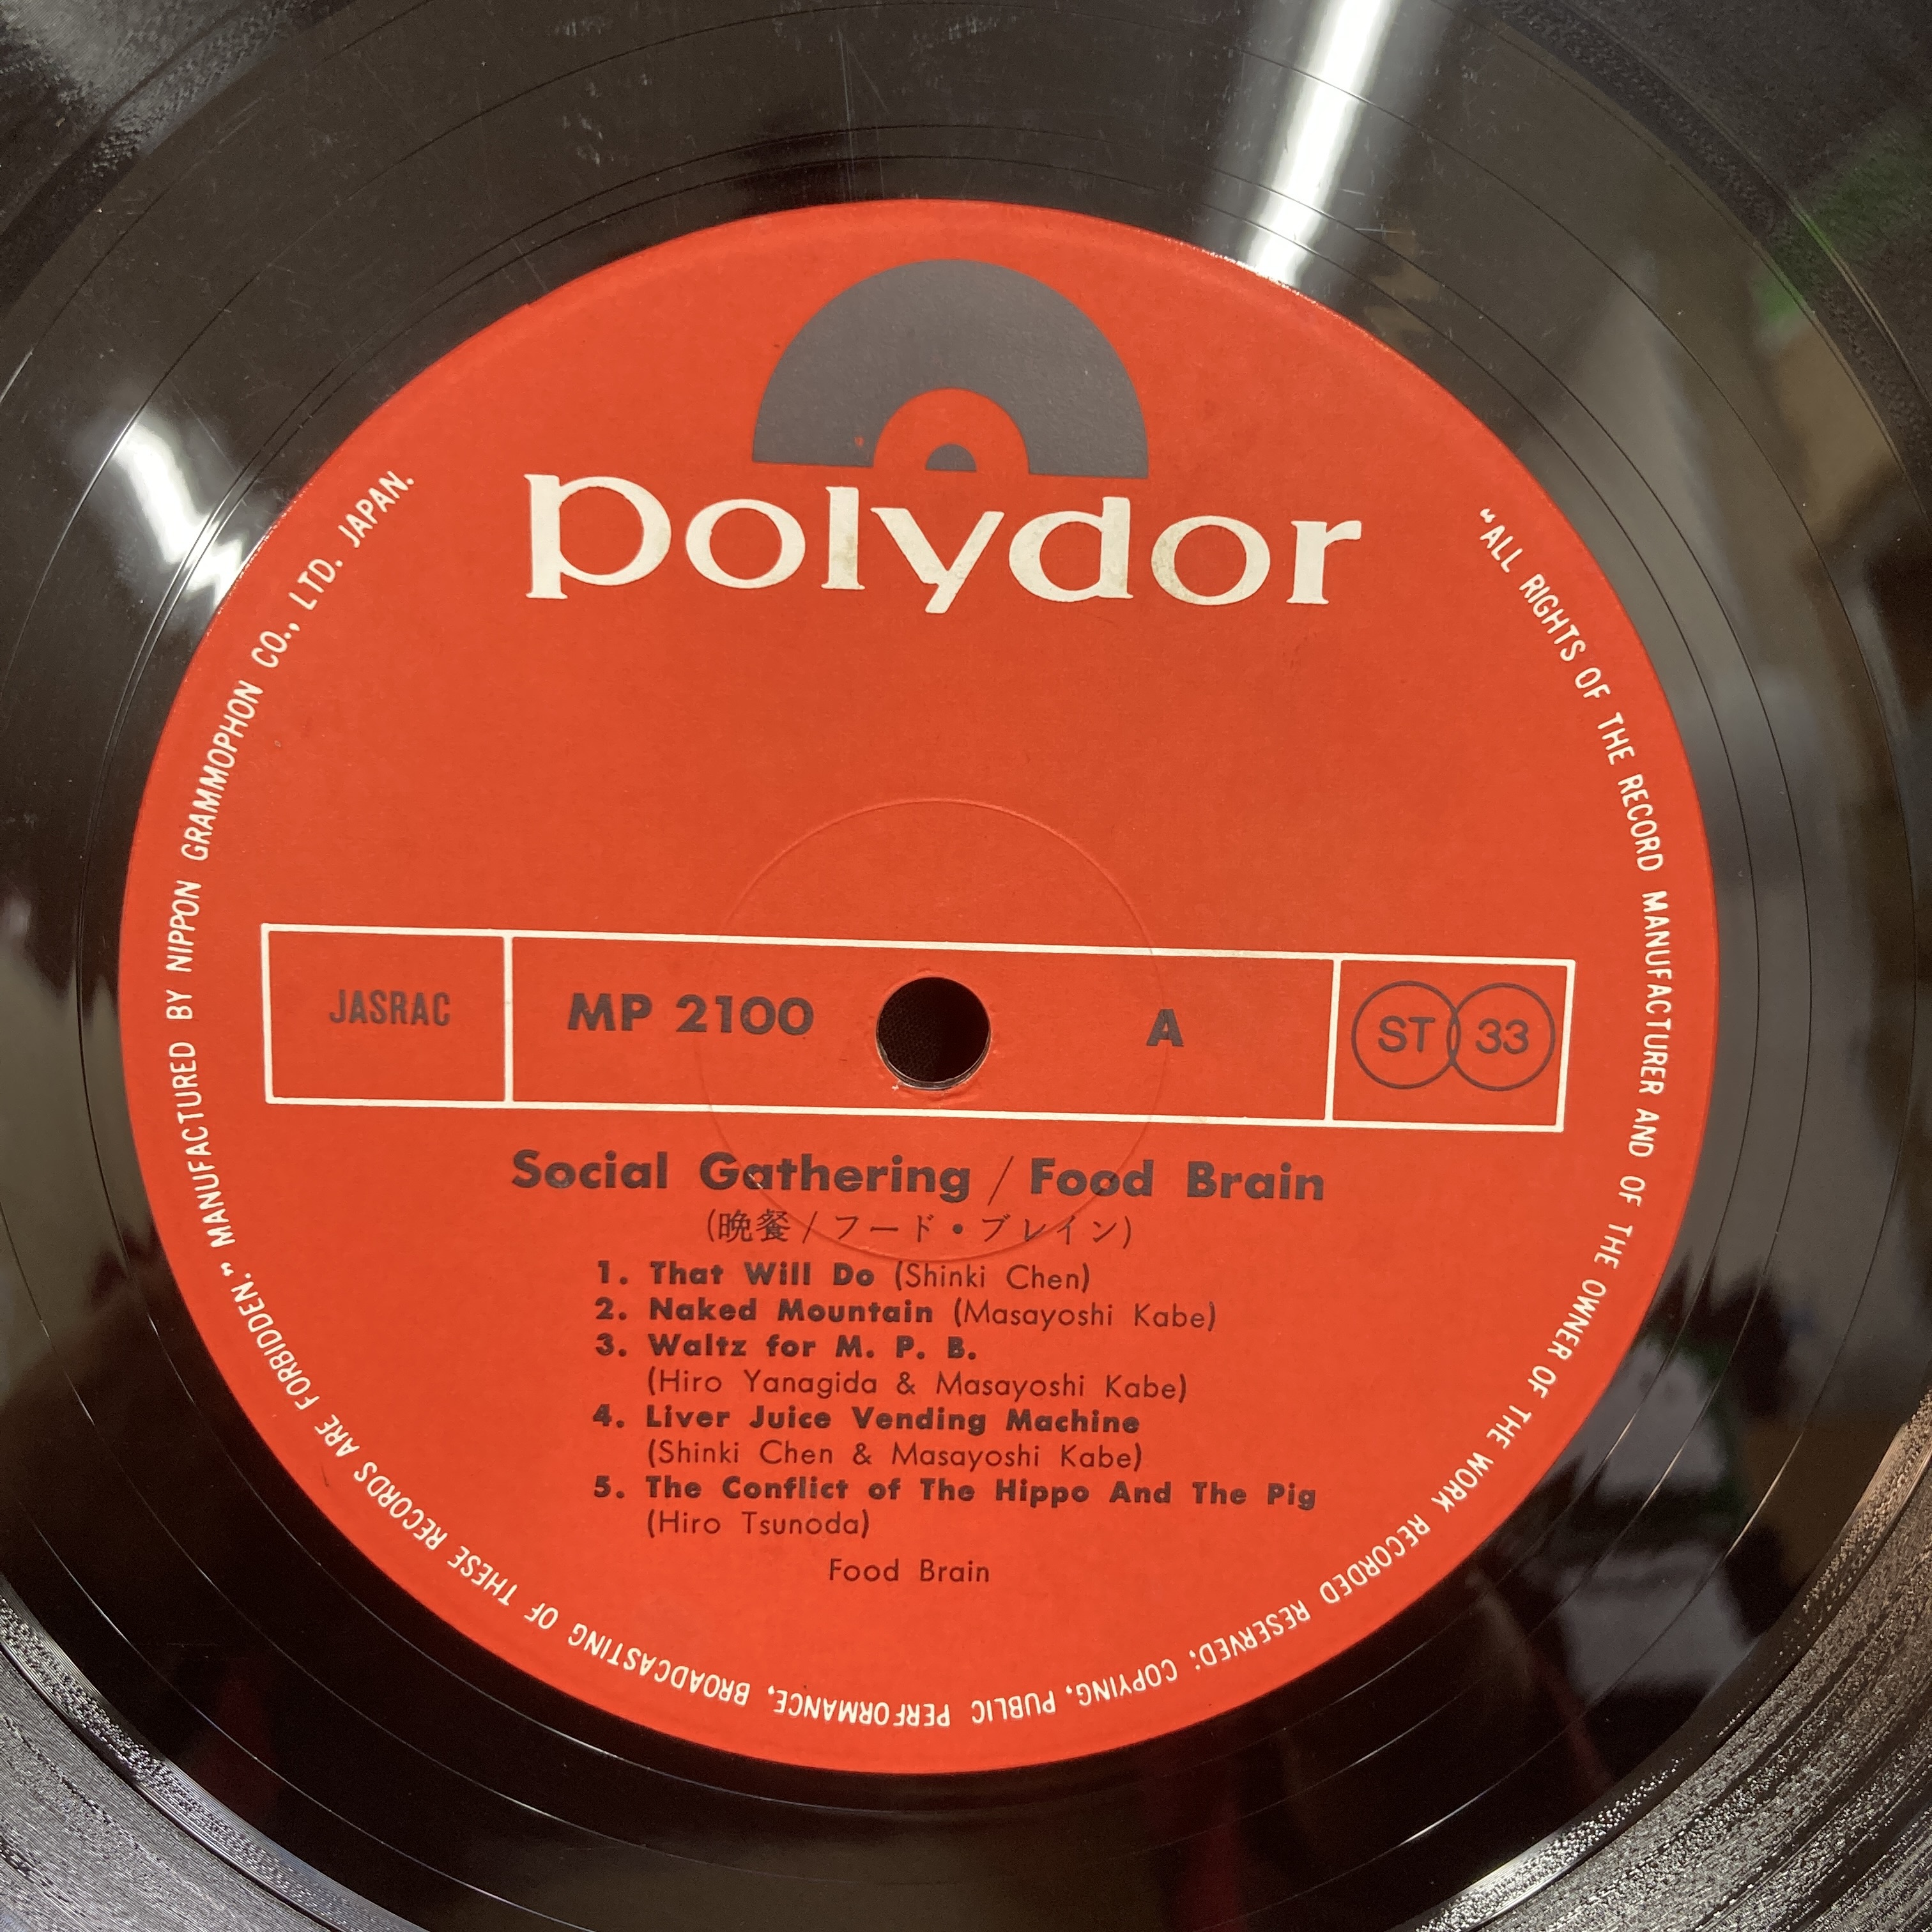 polydor
JASRAC
MP 2100
A
ST 33
Social Gathering / Food Brain
(晩餐 / フード・ブレイン)
1. That Will Do (Shinki Chen)
2. Naked Mountain (Masayoshi Kabe)
3. Waltz for M. P. B.
(Hiro Yanagida & Masayoshi Kabe)
4. Liver Juice Vending Machine
(Shinki Chen & Masayoshi Kabe)
5. The Conflict of The Hippo And The Pig
(Hiro Tsunoda)
Food Brain
“ALL RIGHTS OF THE RECORD MANUFACTURER AND OF THE OWNER OF THE WORK RECORDED RESERVED; COPYING, PUBLIC PERFORMANCE, BROADCASTING OF THESE RECORDS ARE FORBIDDEN.” MANUFACTURED BY NIPPON GRAMMOPHON CO., LTD. JAPAN.